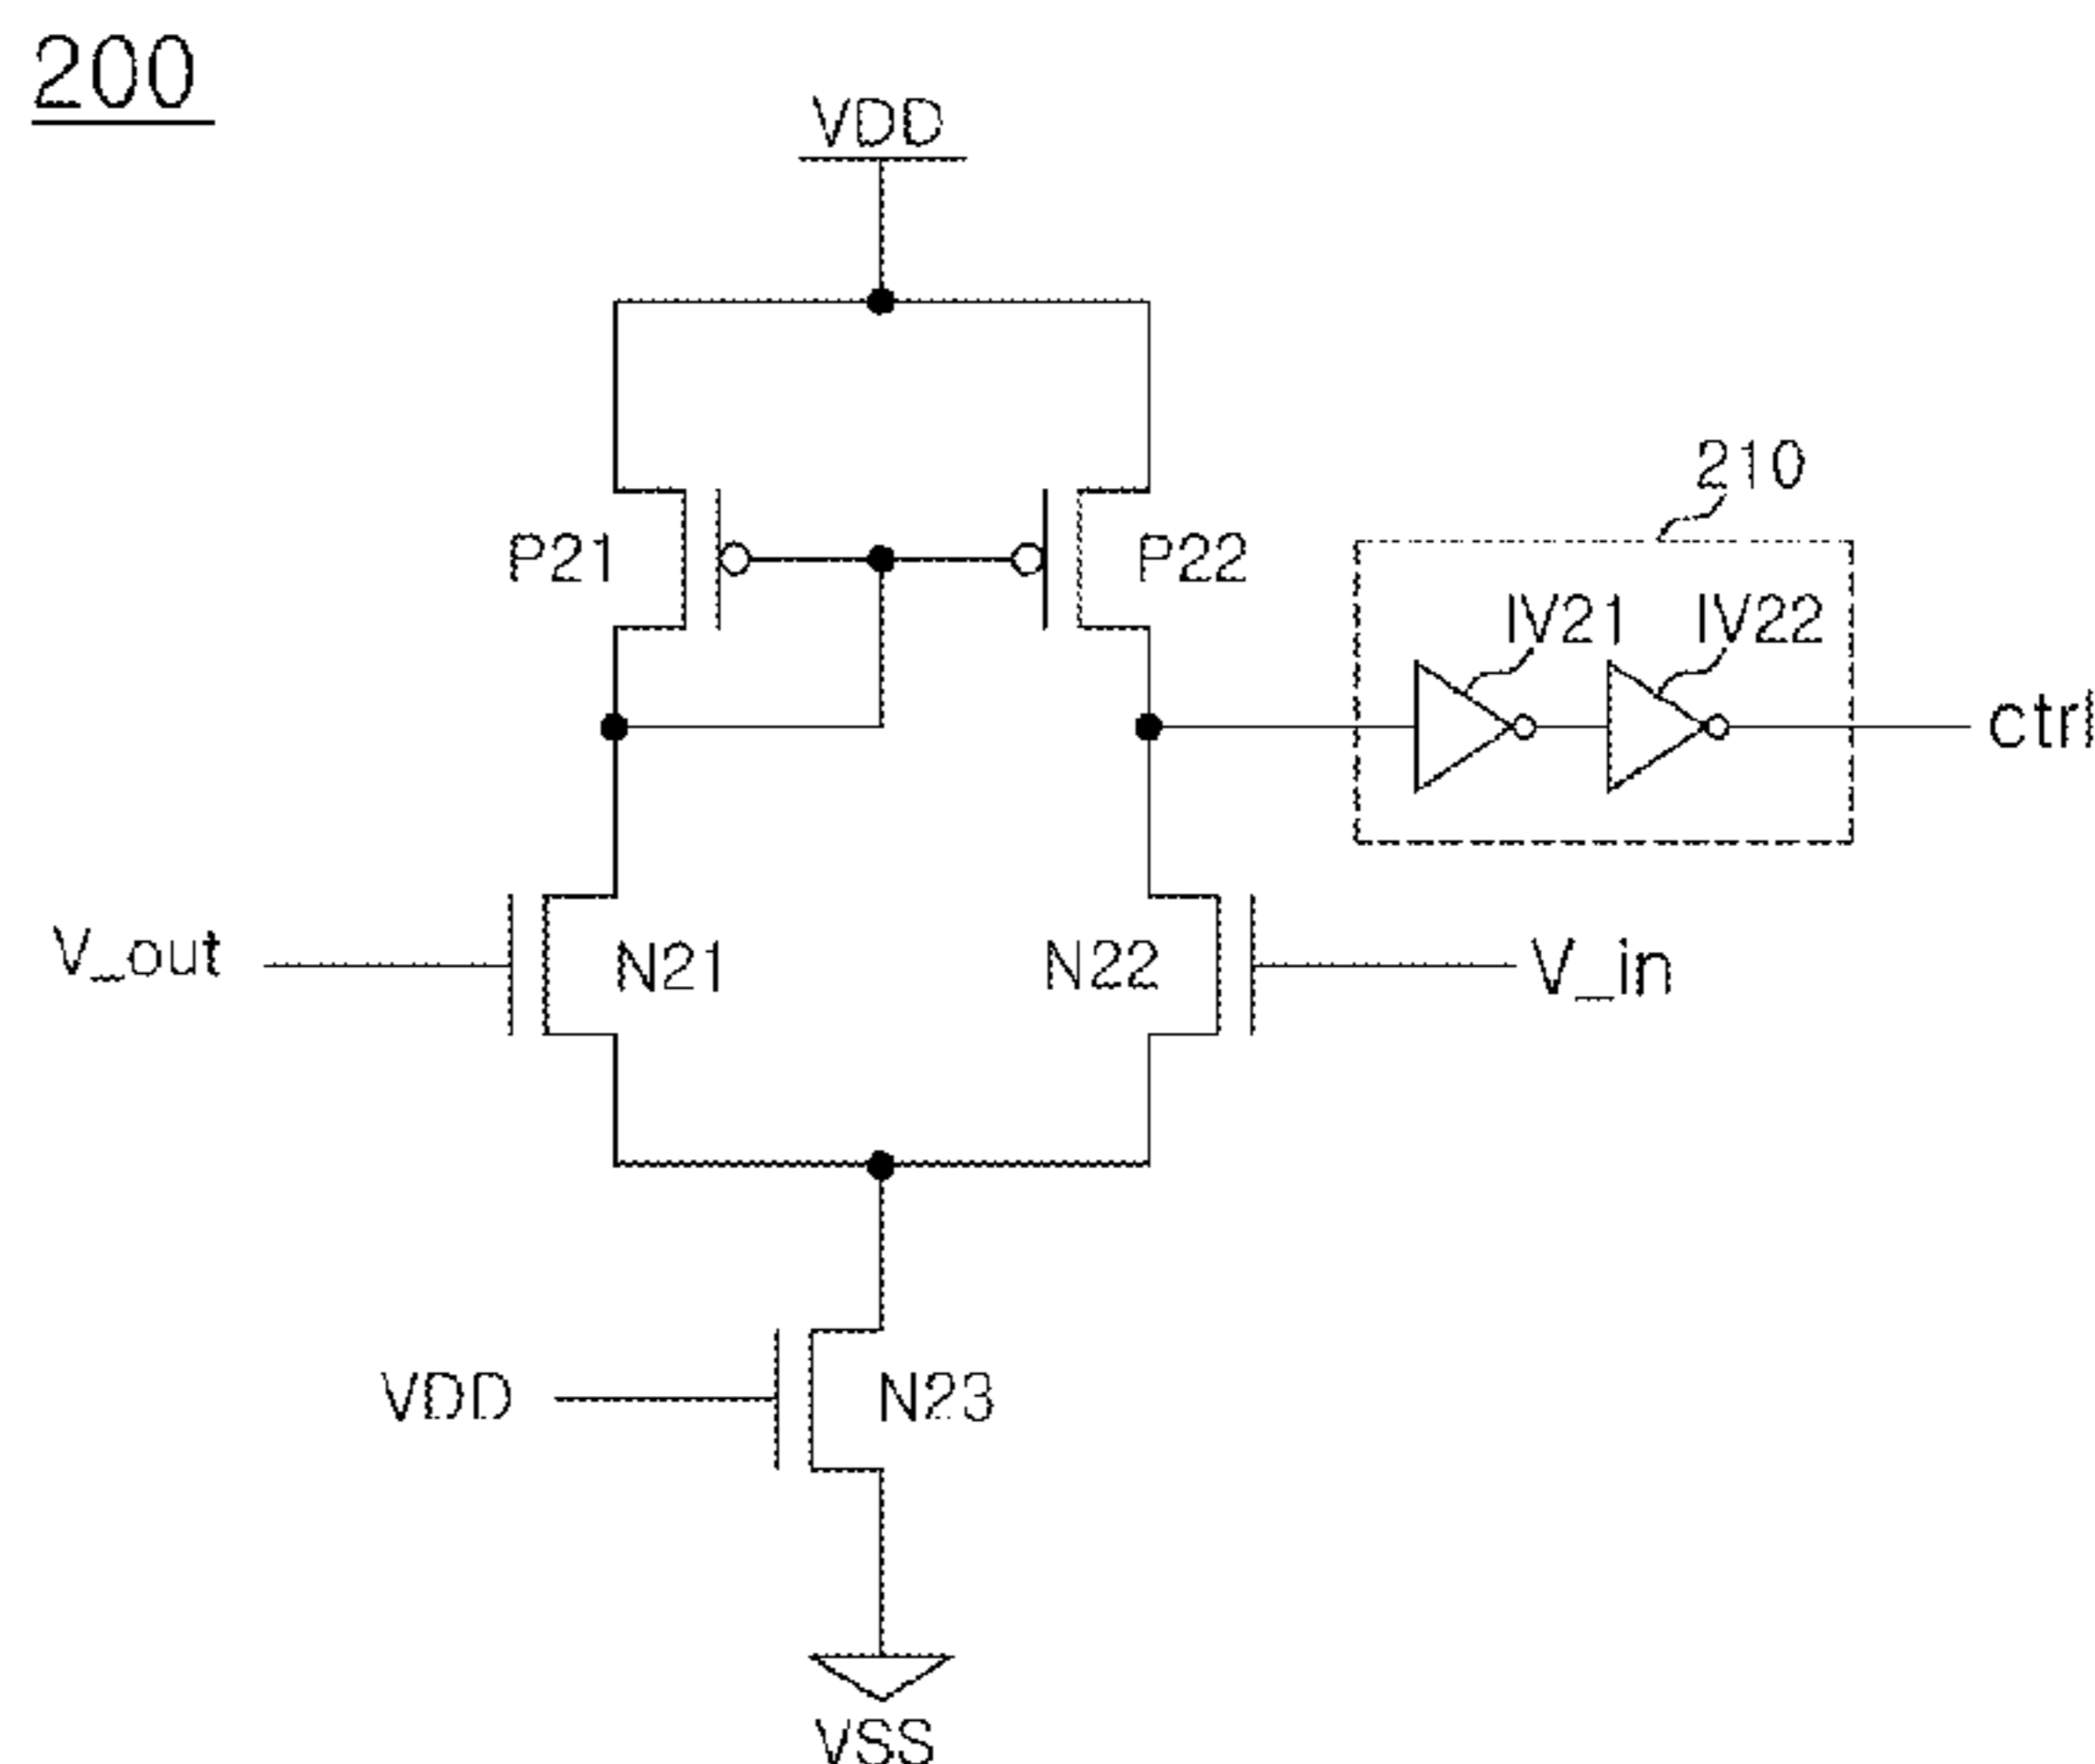 200
VDD
210
P21
P22
IV21
IV22
ctrl
V_out
N21
N22
V_in
VDD
N23
VSS